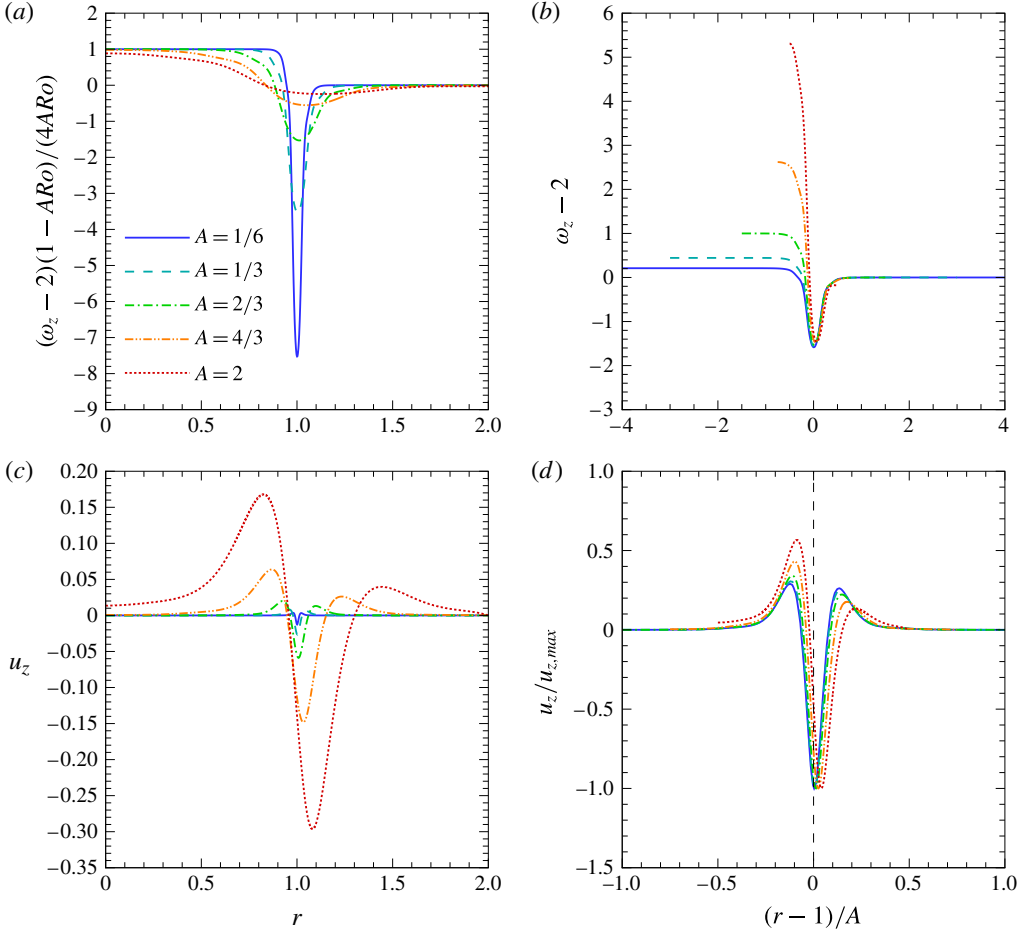 (a)
2
1
0
−1
−2
−3
−4
−5
−6
−7
−8
−9
(ω_z − 2)(1 − ARo)/(4ARo)
A = 1/6
A = 1/3
A = 2/3
A = 4/3
A = 2
0 0.5 1.0 1.5 2.0
(b)
6
5
4
3
2
1
0
−1
−2
−3
ω_z − 2
−4 −2 0 2 4
(c)
0.20
0.15
0.10
0.05
0
−0.05
−0.10
−0.15
−0.20
−0.25
−0.30
−0.35
u_z
0 0.5 1.0 1.5 2.0
r
(d)
1.0
0.5
0
−0.5
−1.0
−1.5
u_z/u_{z,max}
−1.0 −0.5 0 0.5 1.0
(r − 1)/A